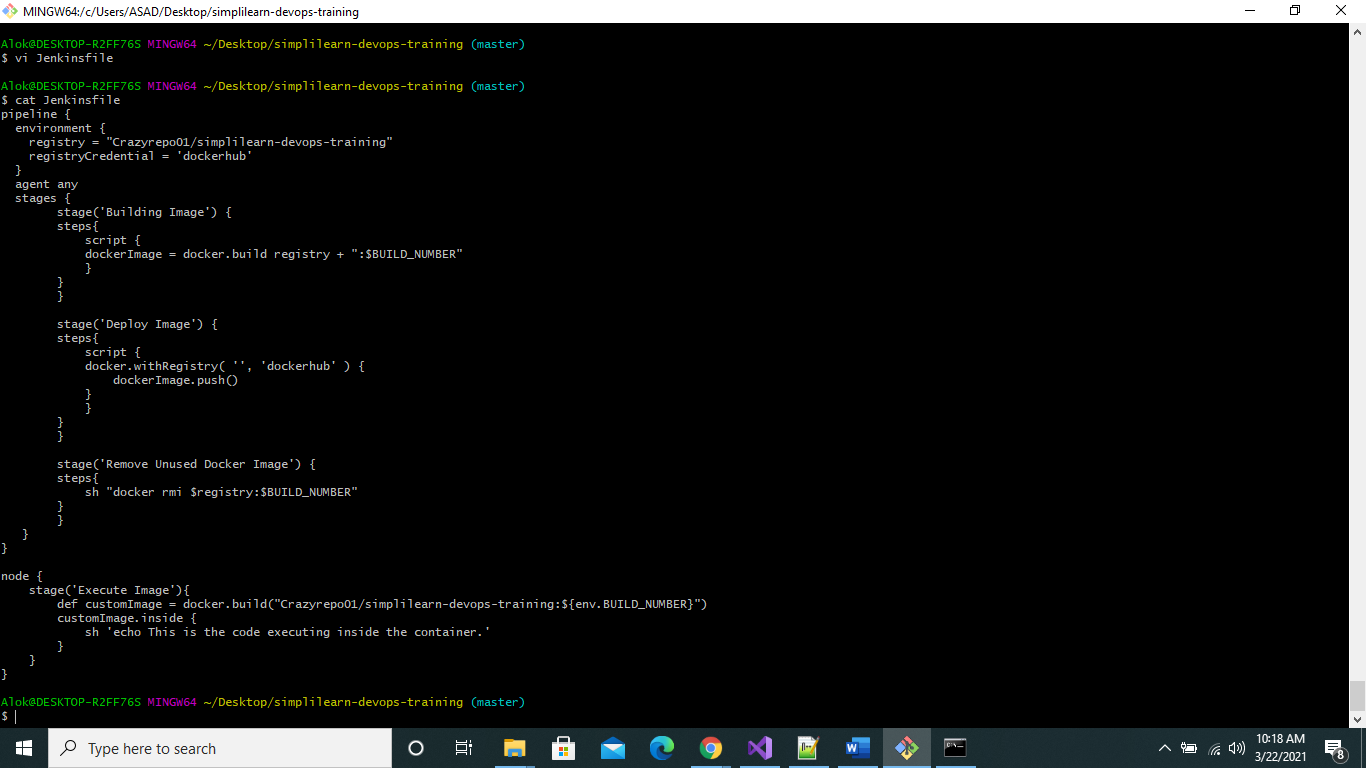 MINGW64:/c/Users/ASAD/Desktop/simplilearn-devops-training
Alok@DESKTOP-R2FF76S MINGW64 ~/Desktop/simplilearn-devops-training (master)
$ vi Jenkinsfile
Alok@DESKTOP-R2FF76S MINGW64 ~/Desktop/simplilearn-devops-training (master)
$ cat Jenkinsfile
pipeline {
  environment {
    registry = "Crazyrepo01/simplilearn-devops-training"
    registryCredential = 'dockerhub'
  }
  agent any
  stages {
        stage('Building Image') {
        steps{
            script {
            dockerImage = docker.build registry + ":$BUILD_NUMBER"
            }
        }
        }
        stage('Deploy Image') {
        steps{
            script {
            docker.withRegistry( '', 'dockerhub' ) {
                dockerImage.push()
            }
            }
        }
        }
        stage('Remove Unused Docker Image') {
        steps{
            sh "docker rmi $registry:$BUILD_NUMBER"
        }
        }
   }
}
node {
    stage('Execute Image'){
        def customImage = docker.build("Crazyrepo01/simplilearn-devops-training:${env.BUILD_NUMBER}")
        customImage.inside {
            sh 'echo This is the code executing inside the container.'
        }
    }
}
Alok@DESKTOP-R2FF76S MINGW64 ~/Desktop/simplilearn-devops-training (master)
$
Type here to search
10:18 AM
3/22/2021
8